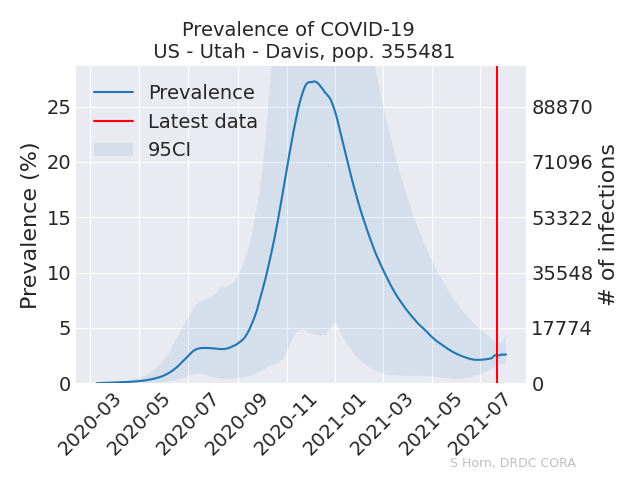 Prevalence of COVID-19
US - Utah - Davis, pop. 355481
Prevalence
Latest data
95CI
Prevalence (%)
25
20
15
10
5
0
88870
71096
53322
35548
17774
0
# of infections
2020-03
2020-05
2020-07
2020-09
2020-11
2021-01
2021-03
2021-05
2021-07
S Horn, DRDC CORA